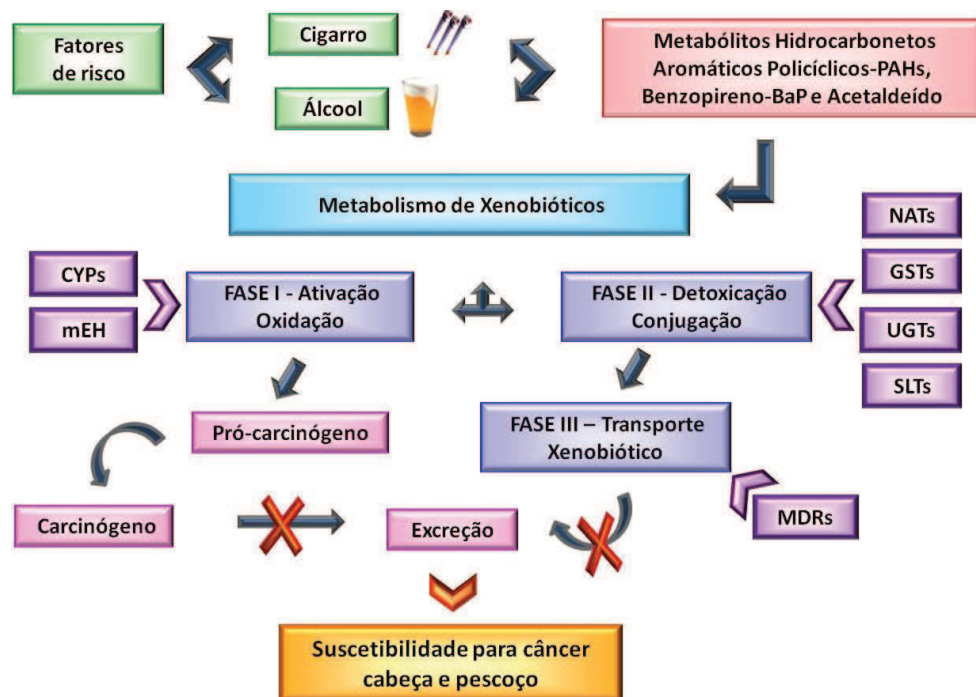 Fatores
de risco
Cigarro
Álcool
Metabólitos Hidrocarbonetos
Aromáticos Policíclicos-PAHs,
Benzopireno-BaP e Acetaldeído
Metabolismo de Xenobióticos
CYPs
mEH
FASE I - Ativação
Oxidação
FASE II - Detoxicação
Conjugação
NATs
GSTs
UGTs
SLTs
Pró-carcinógeno
FASE III – Transporte
Xenobiótico
Carcinógeno
Excreção
MDRs
Suscetibilidade para câncer
cabeça e pescoço